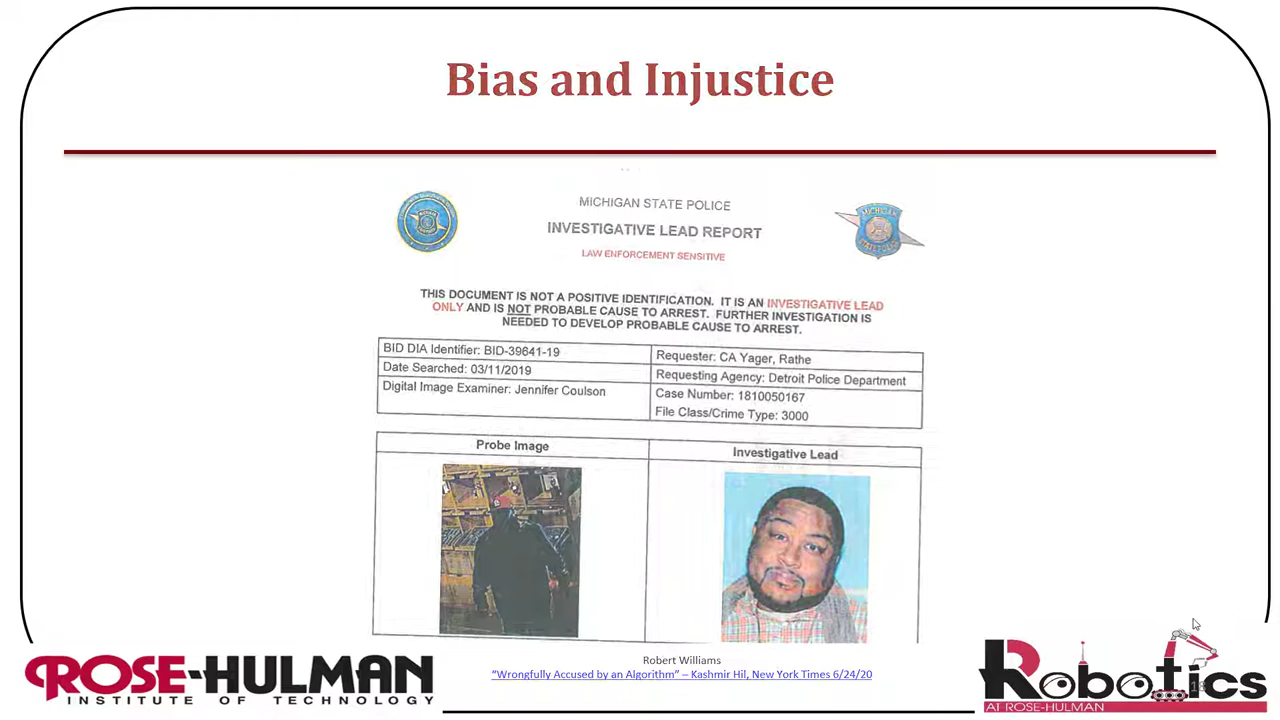 Bias and Injustice
MICHIGAN STATE POLICE
INVESTIGATIVE LEAD REPORT
LAW ENFORCEMENT SENSITIVE
THIS DOCUMENT IS NOT A POSITIVE IDENTIFICATION. IT IS AN INVESTIGATIVE LEAD
ONLY AND IS NOT PROBABLE CAUSE TO ARREST. FURTHER INVESTIGATION IS
NEEDED TO DEVELOP PROBABLE CAUSE TO ARREST.
BID DIA Identifier: BID-39641-19
Requester: CA Yager, Rathe
Date Searched: 03/11/2019
Requesting Agency: Detroit Police Department
Digital Image Examiner: Jennifer Coulson
Case Number: 1810050167
File Class/Crime Type: 3000
Probe Image
Investigative Lead
Robert Williams
“Wrongfully Accused by an Algorithm” – Kashmir Hil, New York Times 6/24/20
ROSE-HULMAN
INSTITUTE OF TECHNOLOGY
Robotics
AT ROSE-HULMAN